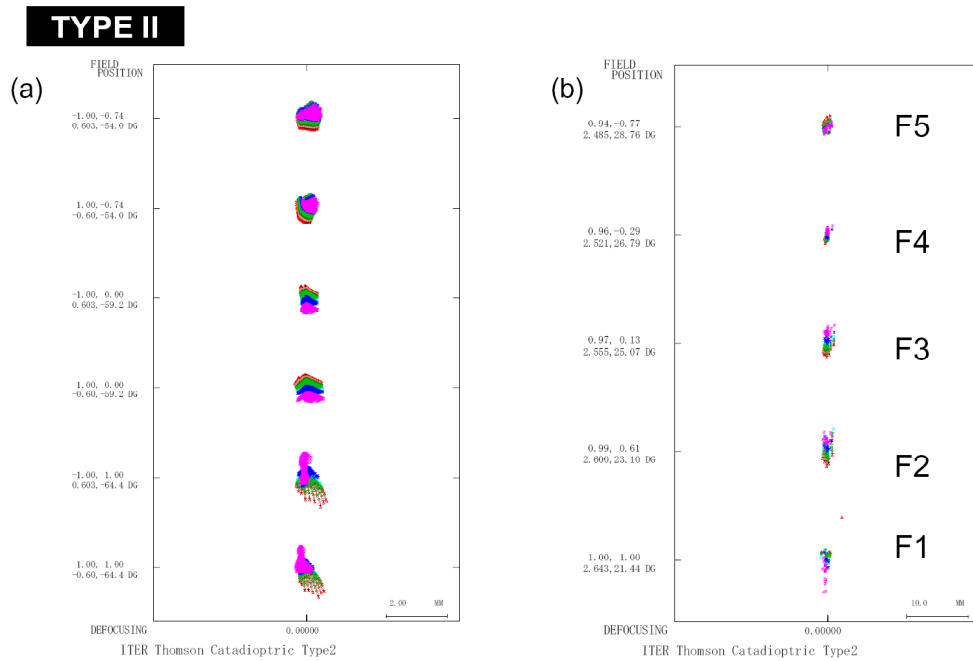 TYPE II
(a)
FIELD
POSITION
-1.00,-0.74
0.603,-54.0 DG
1.00,-0.74
-0.60,-54.0 DG
-1.00, 0.00
0.603,-59.2 DG
1.00, 0.00
-0.60,-59.2 DG
-1.00, 1.00
0.603,-64.4 DG
1.00, 1.00
-0.60,-64.4 DG
2.00 MM
DEFOCUSING 0.00000
ITER Thomson Catadioptric Type2
(b)
FIELD
POSITION
0.94,-0.77
2.485,28.76 DG
F5
0.96,-0.29
2.521,26.79 DG
F4
0.97, 0.13
2.555,25.07 DG
F3
0.99, 0.61
2.600,23.10 DG
F2
1.00, 1.00
2.643,21.44 DG
F1
10.0 MM
DEFOCUSING 0.00000
ITER Thomson Catadioptric Type2